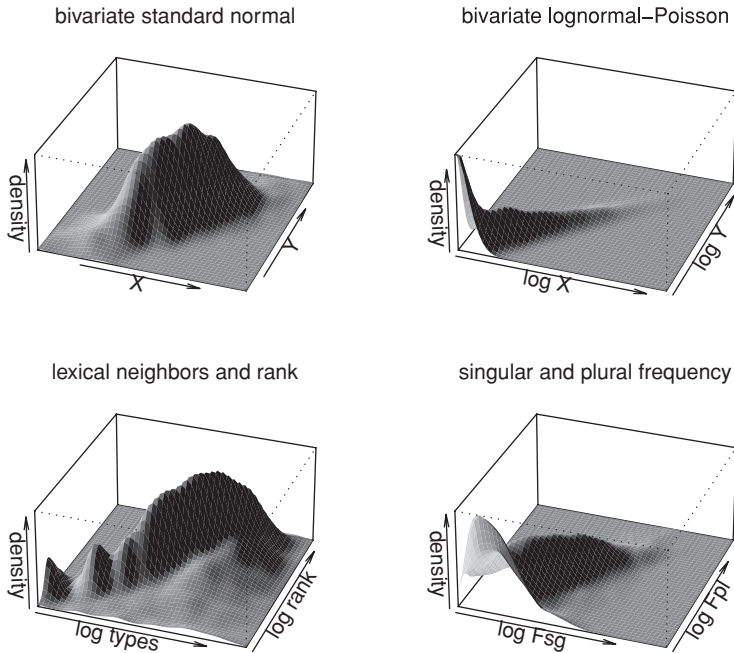 bivariate standard normal
density
X
Y
bivariate lognormal−Poisson
density
log X
log Y
lexical neighbors and rank
density
log types
log rank
singular and plural frequency
density
log Fsg
log Fpl